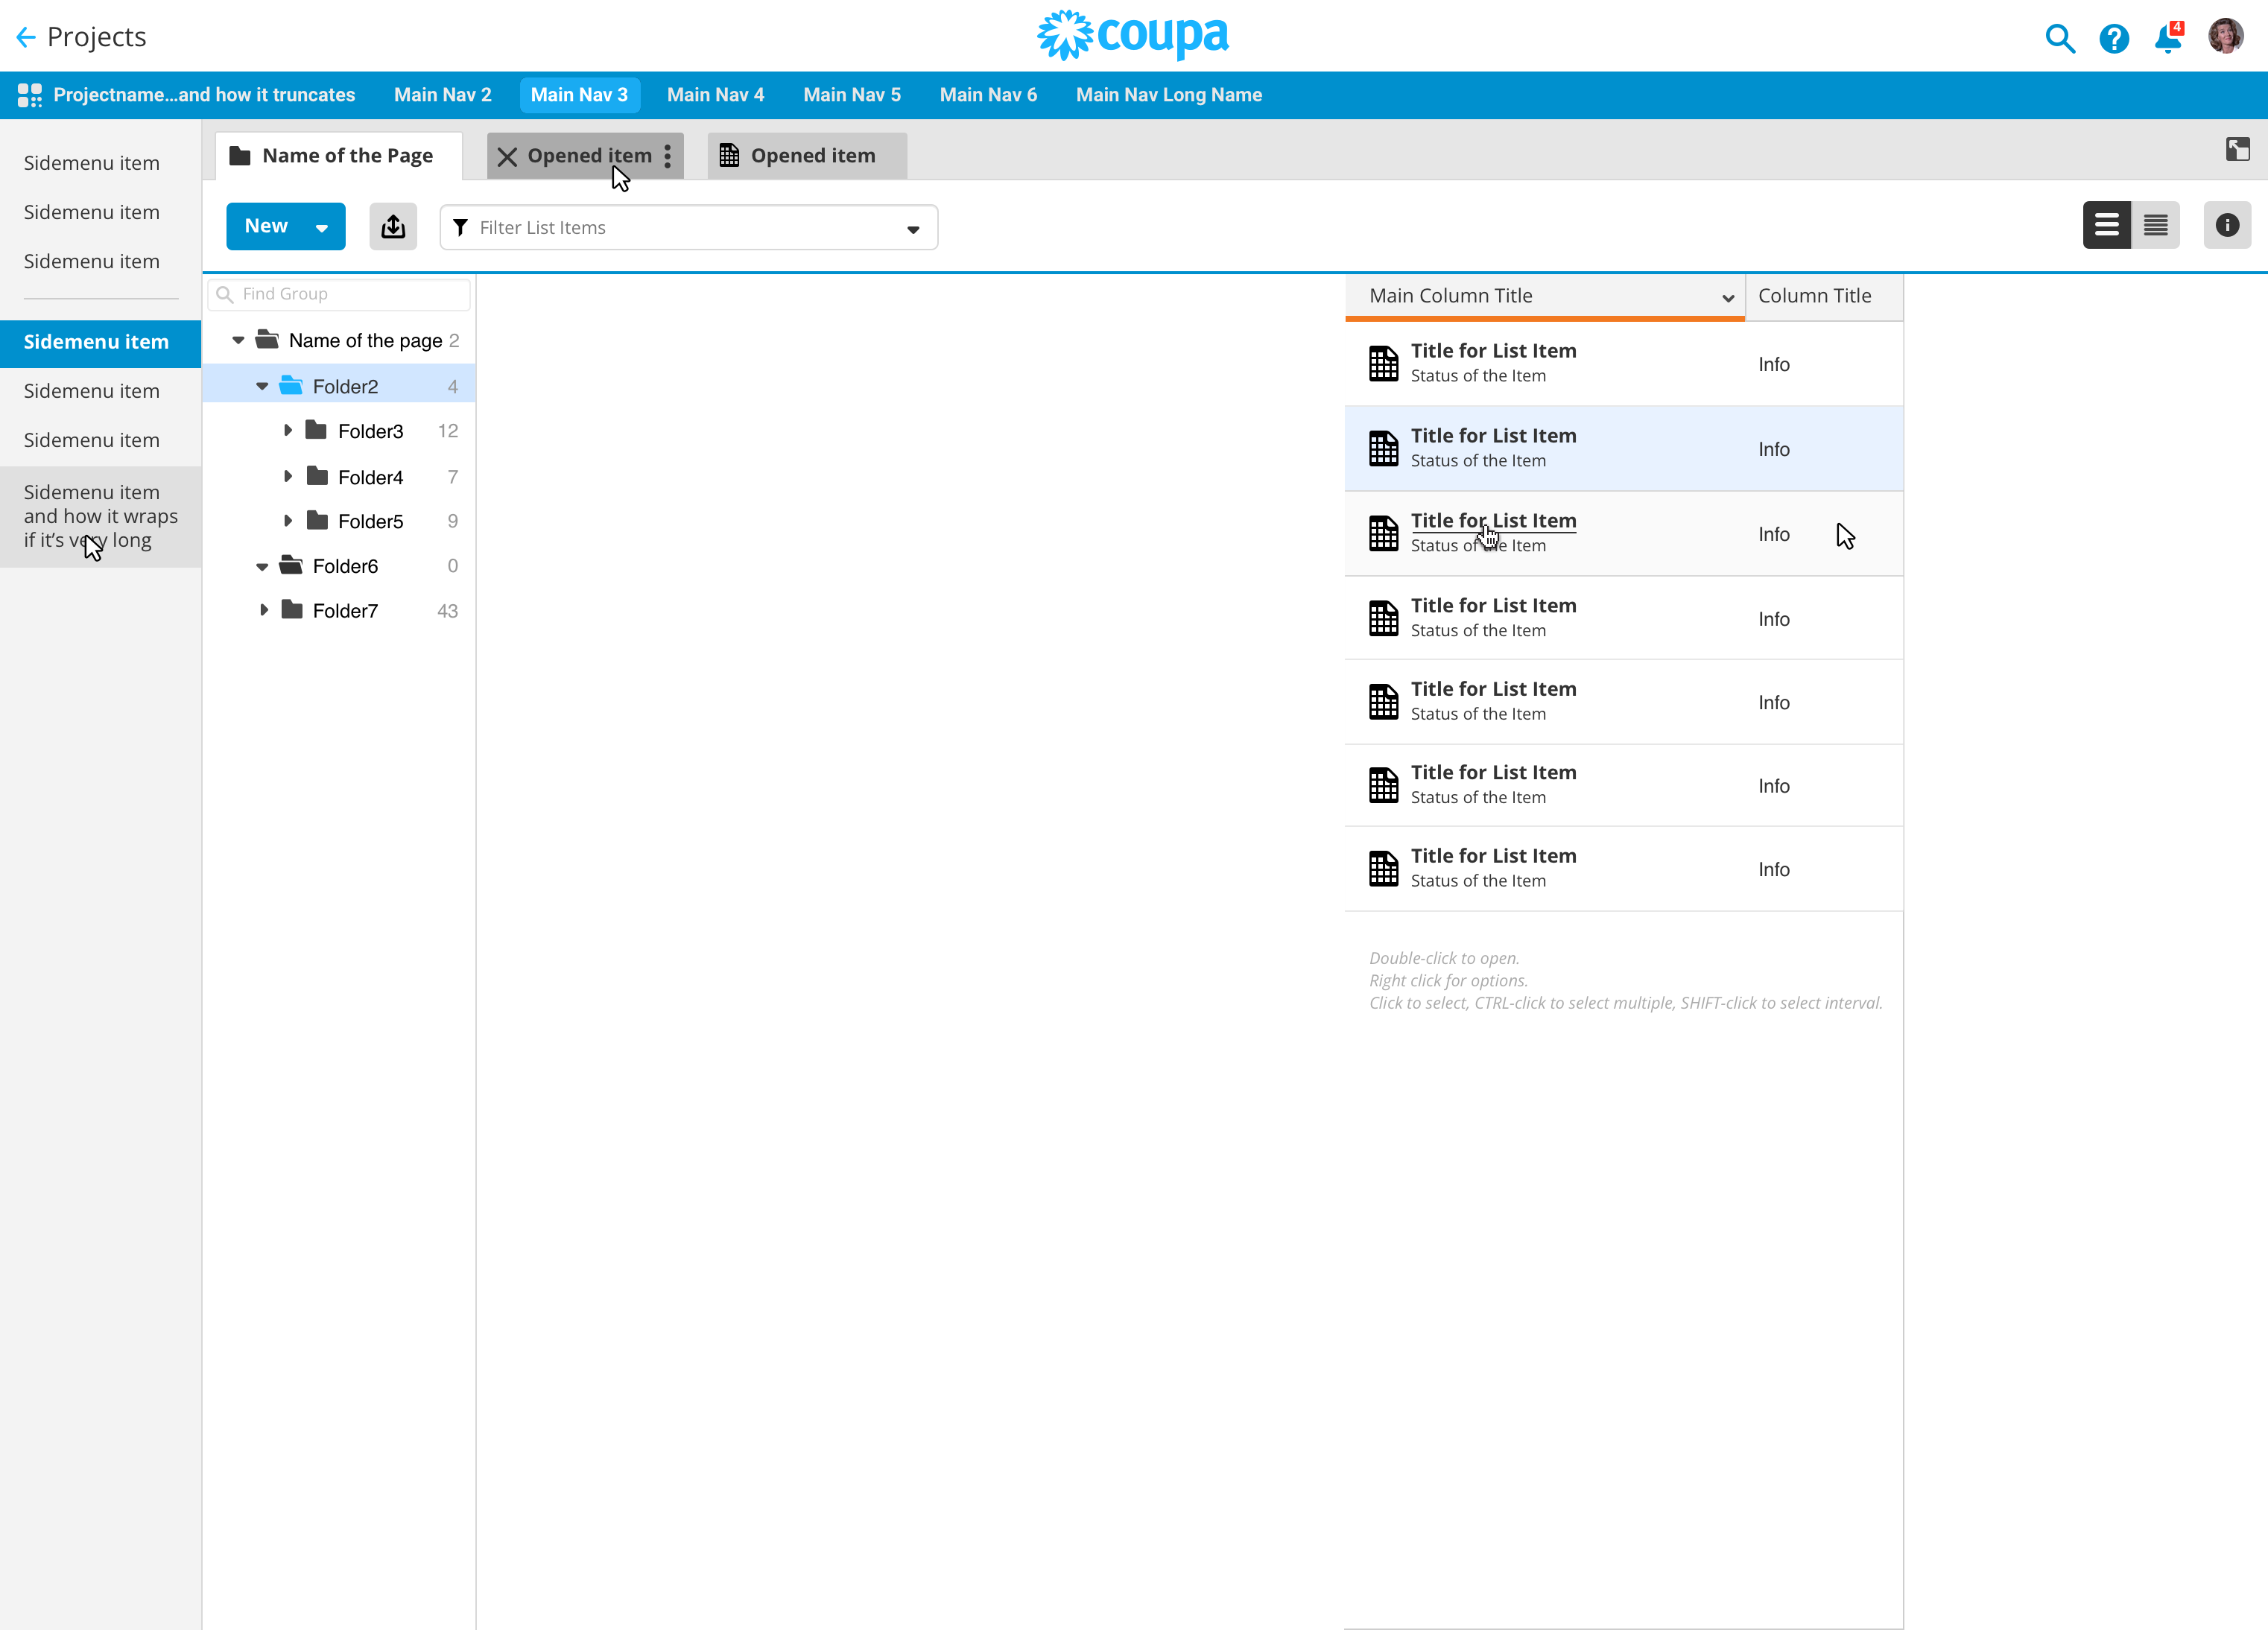 Projects
coupa
4
Projectname...and how it truncates
Main Nav 2
Main Nav 3
Main Nav 4
Main Nav 5
Main Nav 6
Main Nav Long Name
Sidemenu item
Sidemenu item
Sidemenu item
Sidemenu item
Sidemenu item
Sidemenu item
Sidemenu item
and how it wraps
if it's very long
Name of the Page
Opened item
Opened item
New
Filter List Items
Find Group
Name of the page 2
Folder2 4
Folder3 12
Folder4 7
Folder5 9
Folder6 0
Folder7 43
Main Column Title
Column Title
Title for List Item
Status of the Item
Info
Title for List Item
Status of the Item
Info
Title for List Item
Status of the Item
Info
Title for List Item
Status of the Item
Info
Title for List Item
Status of the Item
Info
Title for List Item
Status of the Item
Info
Title for List Item
Status of the Item
Info
Double-click to open.
Right click for options.
Click to select, CTRL-click to select multiple, SHIFT-click to select interval.